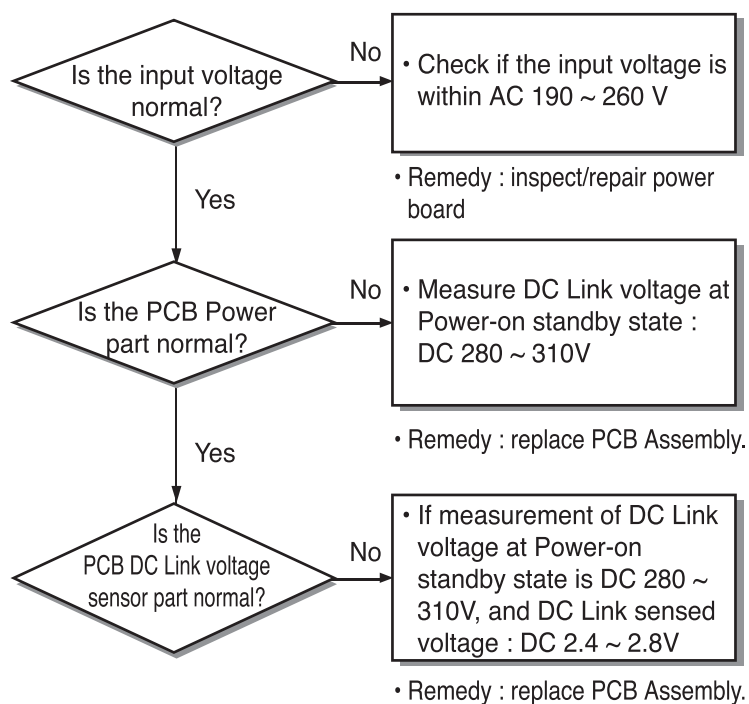 Is the input voltage
normal?
No
• Check if the input voltage is
within AC 190 ~ 260 V
• Remedy : inspect/repair power
board
Yes
Is the PCB Power
part normal?
No
• Measure DC Link voltage at
Power-on standby state :
DC 280 ~ 310V
• Remedy : replace PCB Assembly.
Yes
Is the
PCB DC Link voltage
sensor part normal?
No
• If measurement of DC Link
voltage at Power-on
standby state is DC 280 ~
310V, and DC Link sensed
voltage : DC 2.4 ~ 2.8V
• Remedy : replace PCB Assembly.